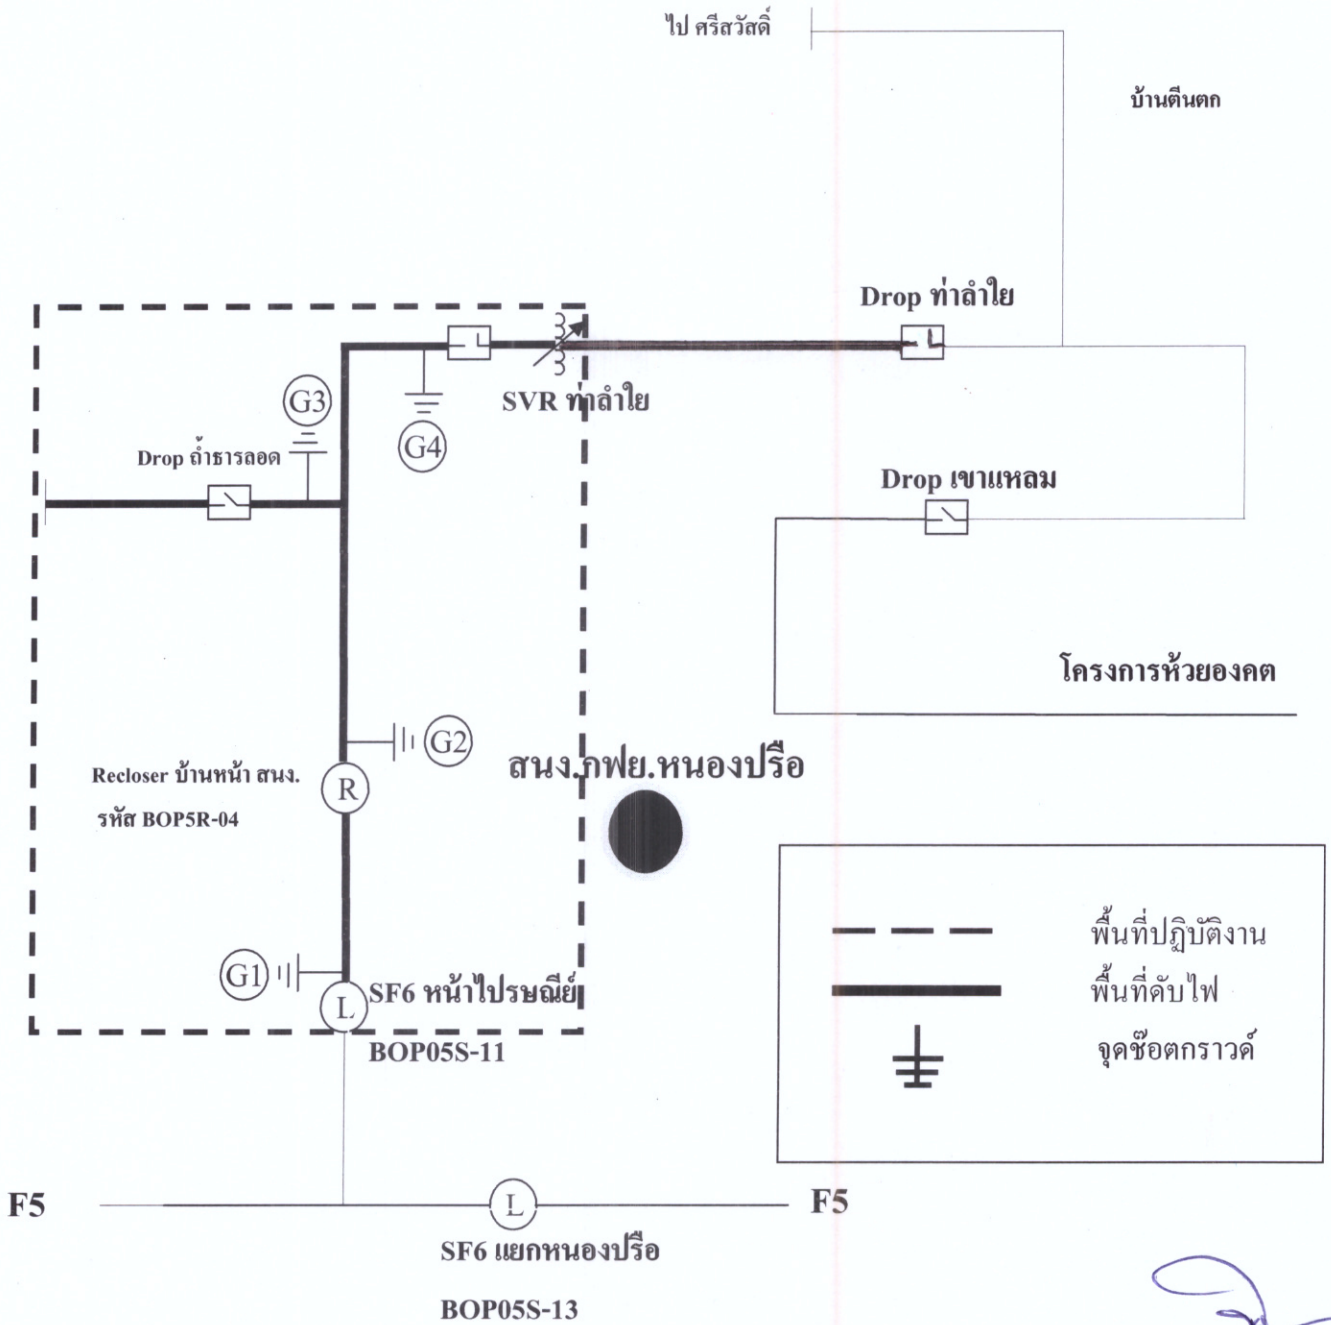 ไป ศรีสวัสดิ์
บ้านตีนตก
Drop ท่าลำใย
SVR ท่าลำใย
G3
G4
Drop ถ้ำธารลอด
Drop เขาแหลม
โครงการห้วยองคต
G2
สนง.กฟย.หนองปรือ
Recloser บ้านหน้า สนง.
R
รหัส BOP5R-04
พื้นที่ปฏิบัติงาน
G1
SF6 หน้าไปรษณีย์
พื้นที่ดับไฟ
L
BOP05S-11
จุดช๊อตกราวด์
F5
L
F5
SF6 แยกหนองปรือ
BOP05S-13